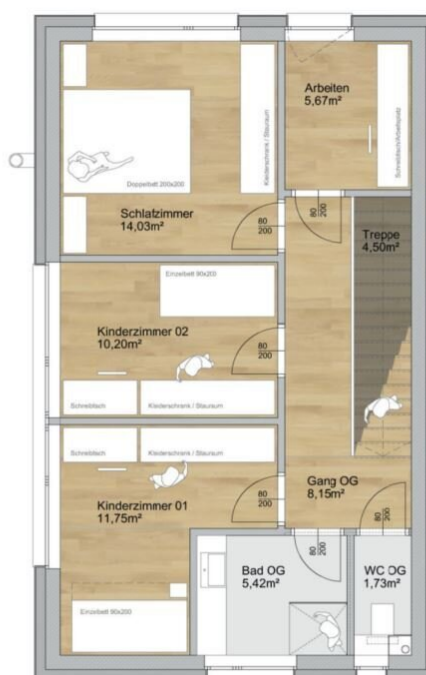 Arbeiten
5,67m²
Schreibtisch/Arbeitsplatz
Kleiderschrank / Stauraum
Doppelbett 200x200
Schlafzimmer
14,03m²
80
200
80
200
Treppe
4,50m²
Einzelbett 90x200
Kinderzimmer 02
10,20m²
80
200
Schreibtisch
Kleiderschrank / Stauraum
Schreibtisch
Kleiderschrank / Stauraum
Kinderzimmer 01
11,75m²
80
200
Gang OG
8,15m²
80
200
80
200
Bad OG
5,42m²
WC OG
1,73m²
Einzelbett 90x200